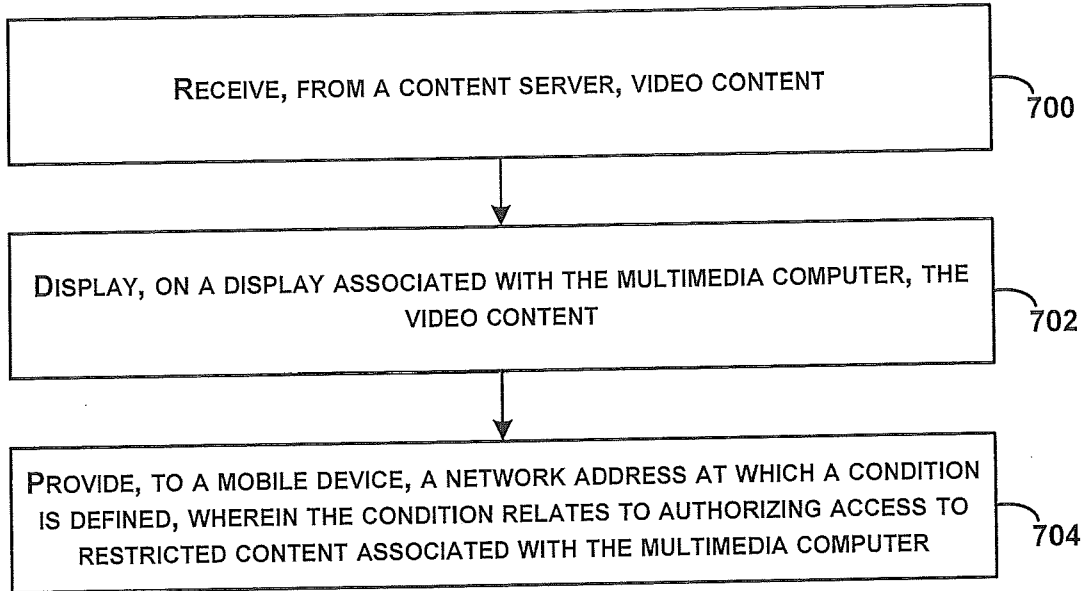 RECEIVE, FROM A CONTENT SERVER, VIDEO CONTENT
700
DISPLAY, ON A DISPLAY ASSOCIATED WITH THE MULTIMEDIA COMPUTER, THE
VIDEO CONTENT
702
PROVIDE, TO A MOBILE DEVICE, A NETWORK ADDRESS AT WHICH A CONDITION
IS DEFINED, WHEREIN THE CONDITION RELATES TO AUTHORIZING ACCESS TO
RESTRICTED CONTENT ASSOCIATED WITH THE MULTIMEDIA COMPUTER
704